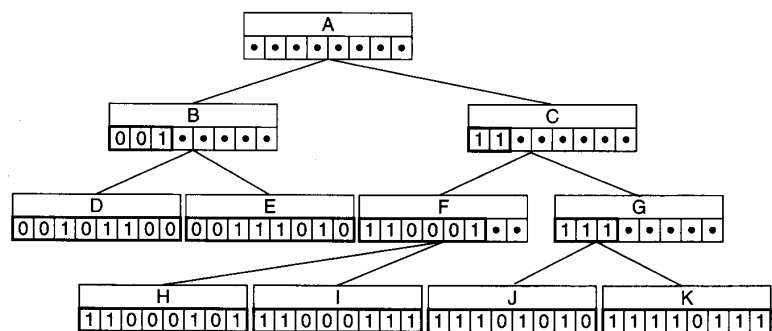 A
• • • • • • • •
B C
0 0 1 • • • • • 1 1 • • • • • •
D E F G
0 0 1 0 1 1 0 0 0 0 1 1 1 0 1 0 1 1 0 0 0 1 • • 1 1 1 • • • • •
H I J K
1 1 0 0 0 1 0 1 1 1 0 0 0 1 1 1 1 1 1 0 1 0 1 0 1 1 1 1 0 1 1 1